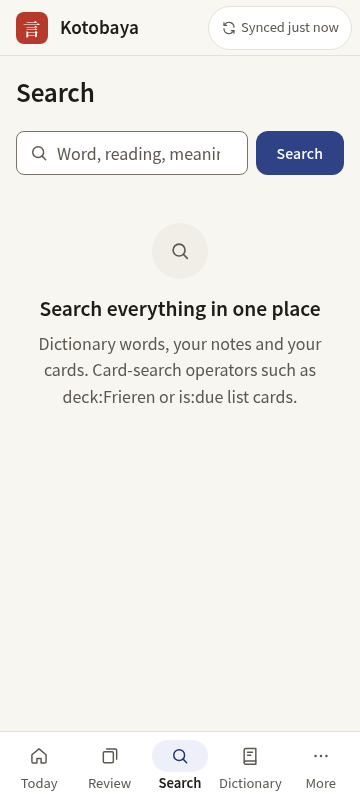 言 Kotobaya
Synced just now
Search
Word, reading, meanin
Search
Search everything in one place
Dictionary words, your notes and your
cards. Card-search operators such as
deck:Frieren or is:due list cards.
Today
Review
Search
Dictionary
More